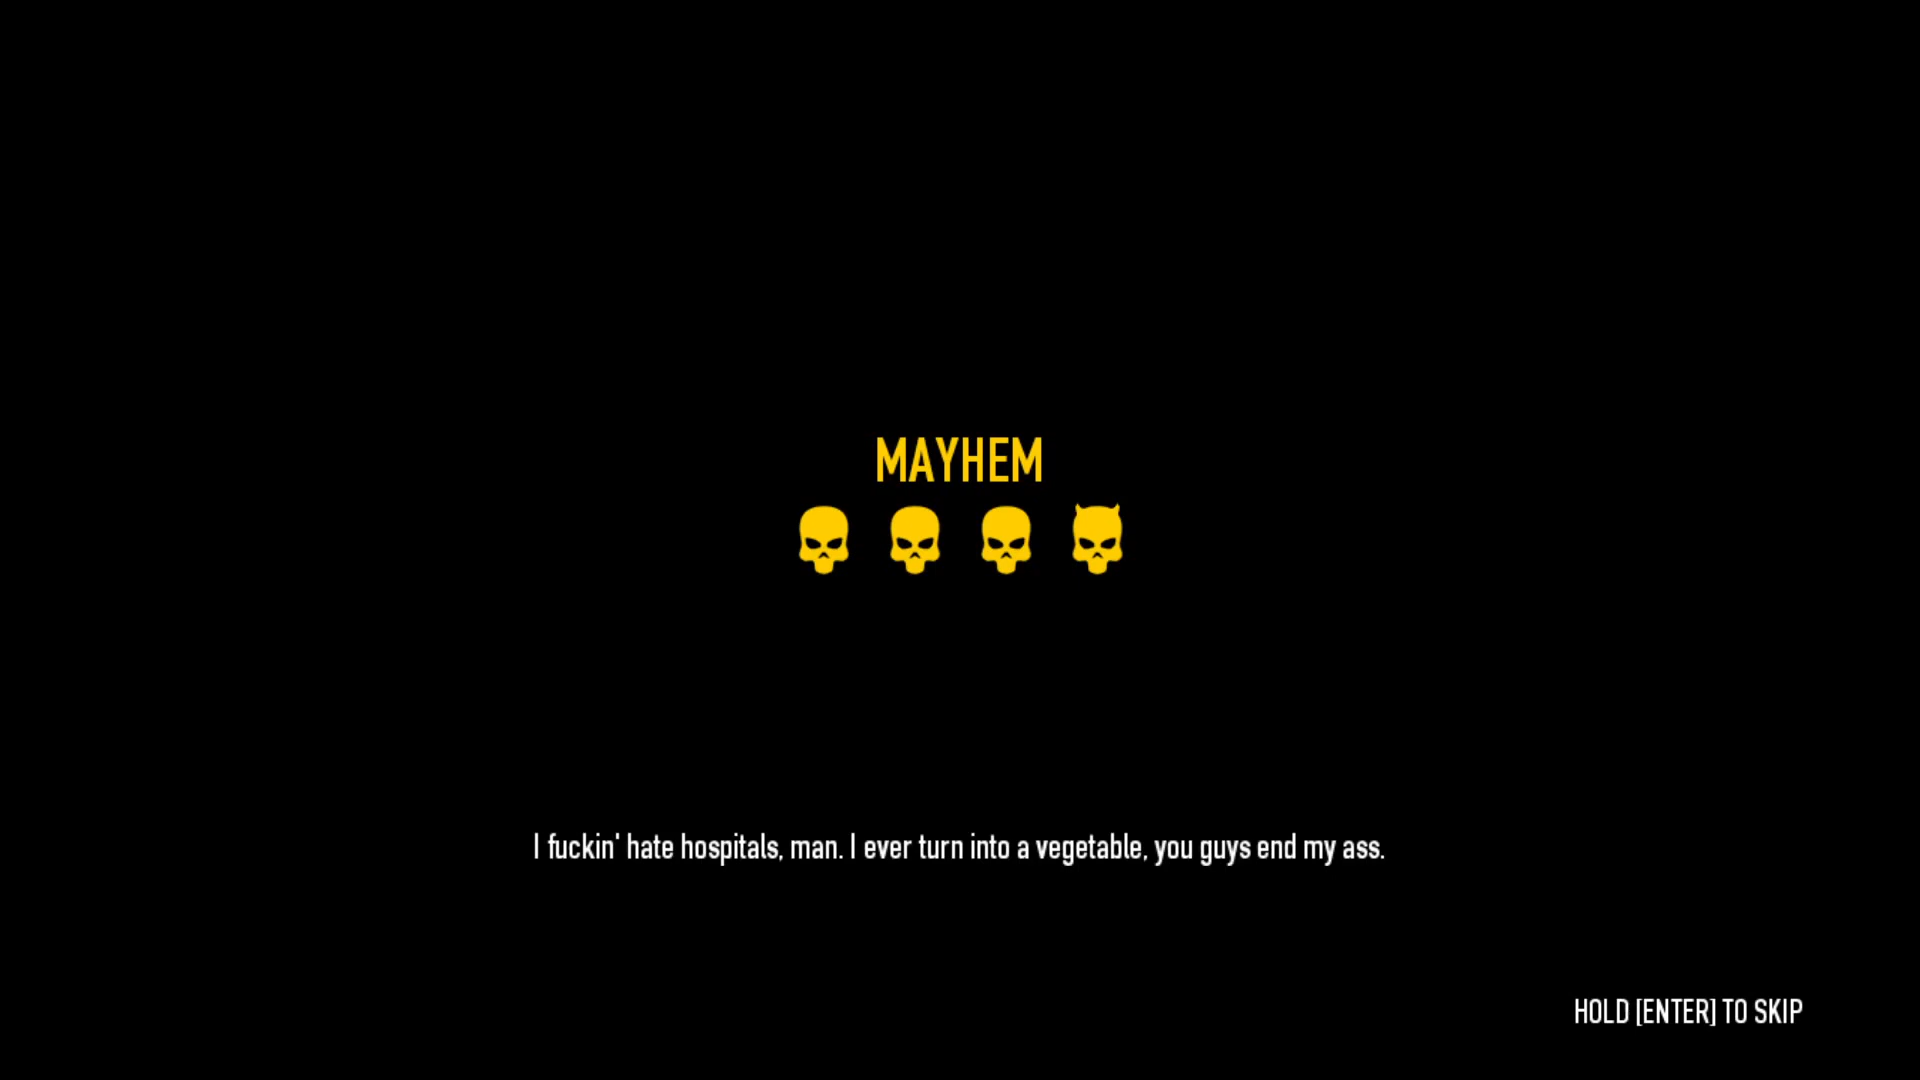 MAYHEM
I fuckin' hate hospitals, man. I ever turn into a vegetable, you guys end my ass.
HOLD [ENTER] TO SKIP